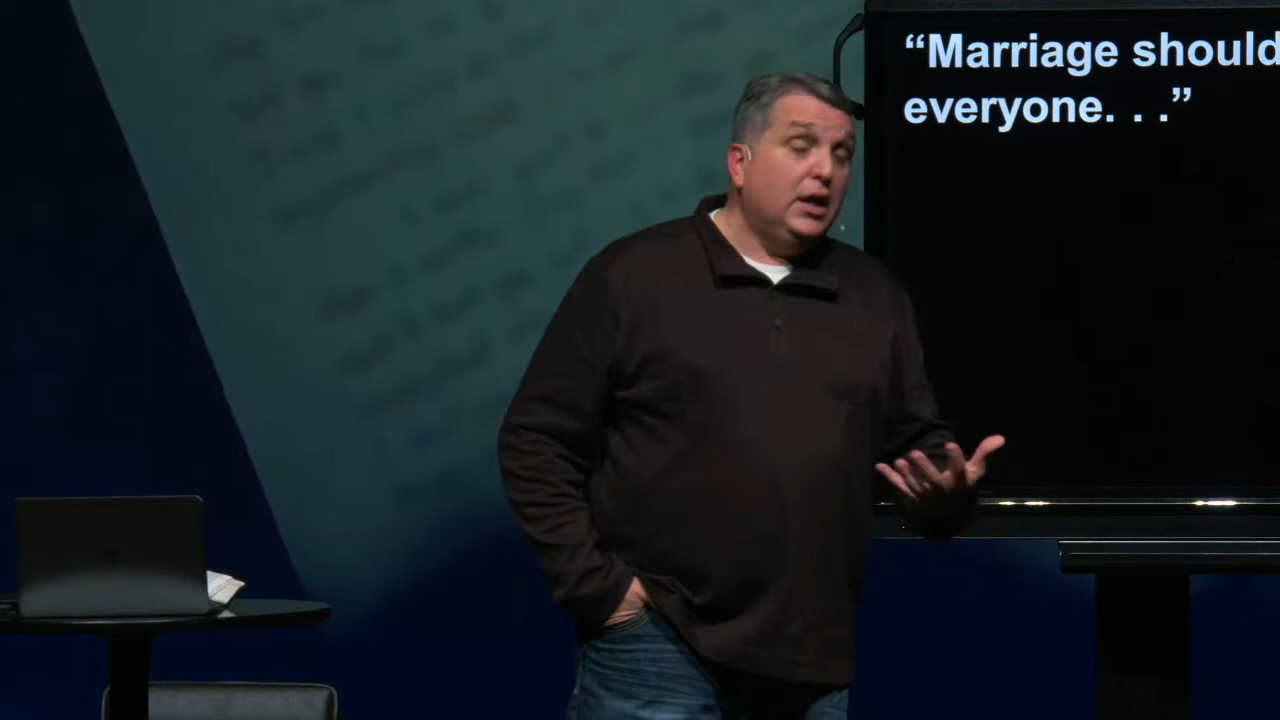 “Marriage should
everyone. . .”